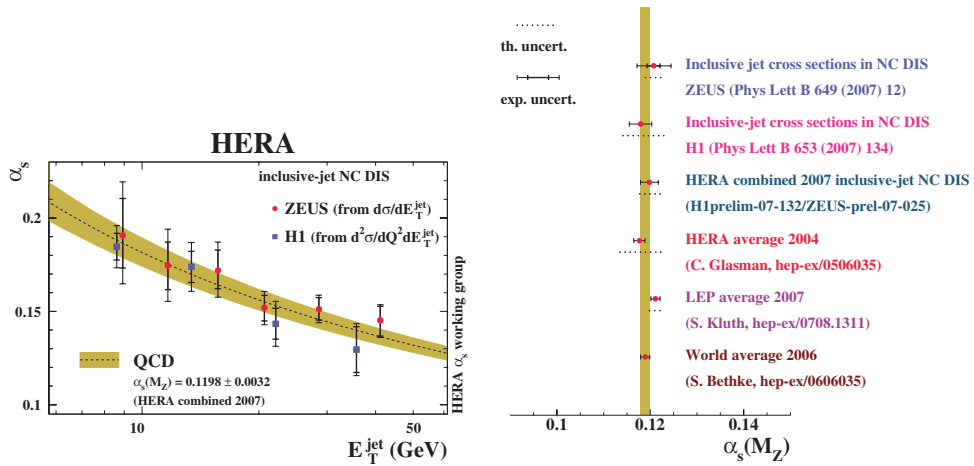 HERA
α_s
inclusive-jet NC DIS
ZEUS (from dσ/dE_T^jet)
H1 (from d²σ/dQ²dE_T^jet)
0.2
0.15
0.1
QCD
α_s(M_Z) = 0.1198 ± 0.0032
(HERA combined 2007)
HERA α_s working group
10
50
E_T^jet (GeV)
th. uncert.
exp. uncert.
Inclusive jet cross sections in NC DIS
ZEUS (Phys Lett B 649 (2007) 12)
Inclusive-jet cross sections in NC DIS
H1 (Phys Lett B 653 (2007) 134)
HERA combined 2007 inclusive-jet NC DIS
(H1prelim-07-132/ZEUS-prel-07-025)
HERA average 2004
(C. Glasman, hep-ex/0506035)
LEP average 2007
(S. Kluth, hep-ex/0708.1311)
World average 2006
(S. Bethke, hep-ex/0606035)
0.1
0.12
0.14
α_s(M_Z)